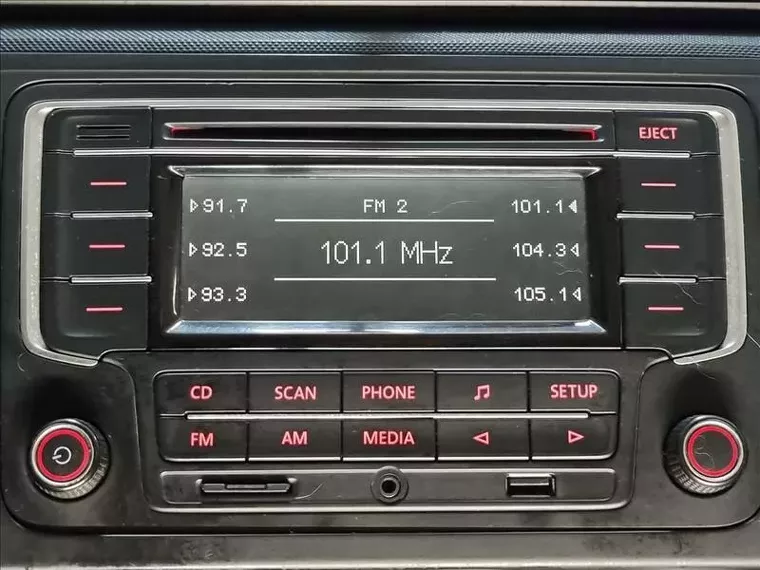 EJECT
91.7 FM 2 101.1
92.5 101.1 MHz 104.3
93.3 105.1
CD SCAN PHONE SETUP
FM AM MEDIA